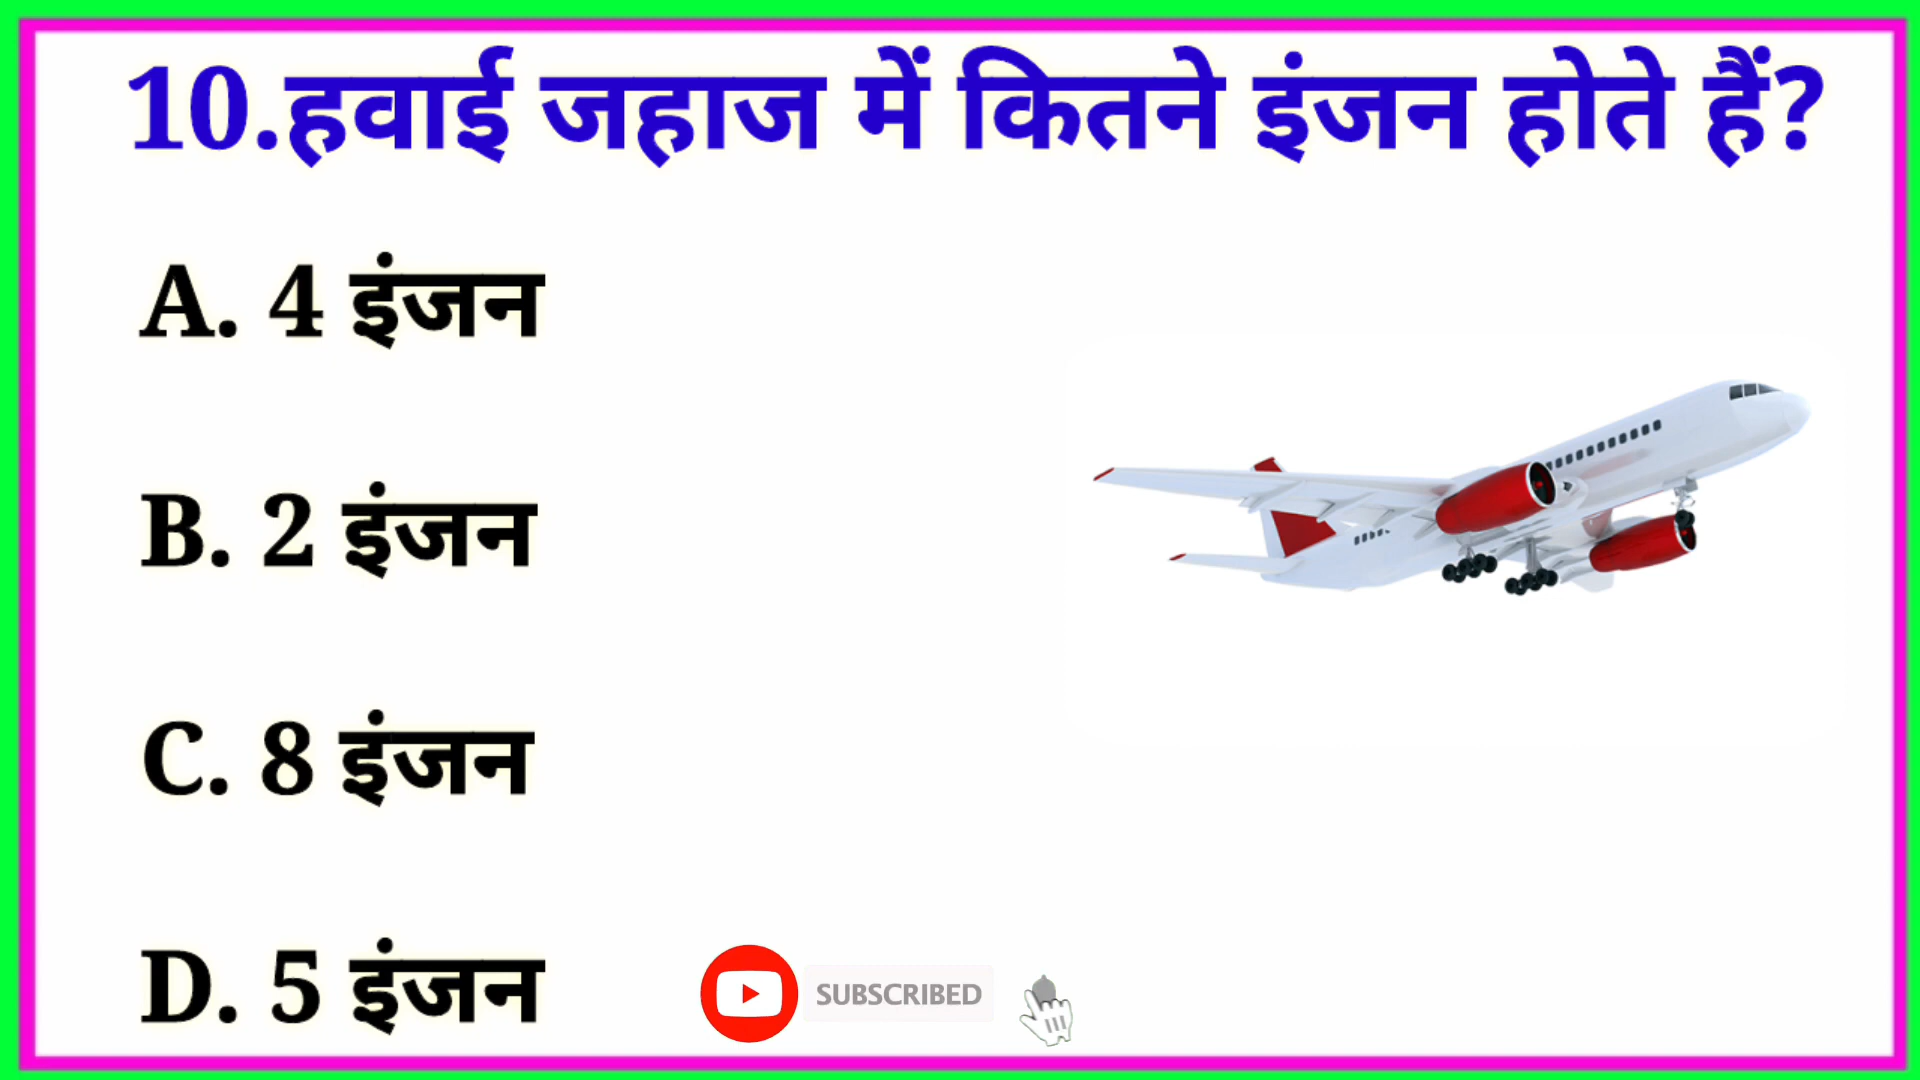 10.हवाई जहाज में कितने इंजन होते हैं?
A. 4 इंजन
B. 2 इंजन
C. 8 इंजन
D. 5 इंजन
SUBSCRIBED